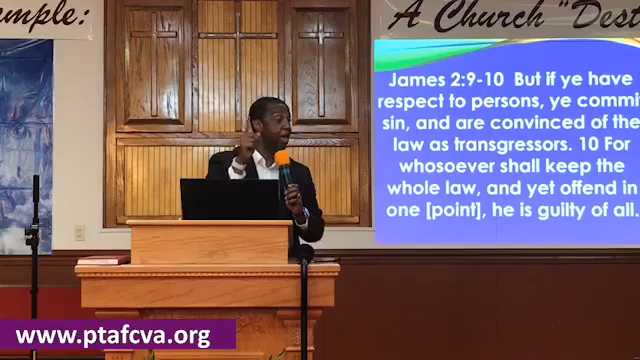 mple:
A Church "Dest
James 2:9-10 But if ye have
respect to persons, ye commit
sin, and are convinced of the
law as transgressors. 10 For
whosoever shall keep the
whole law, and yet offend in
one [point], he is guilty of all.
www.ptafcva.org